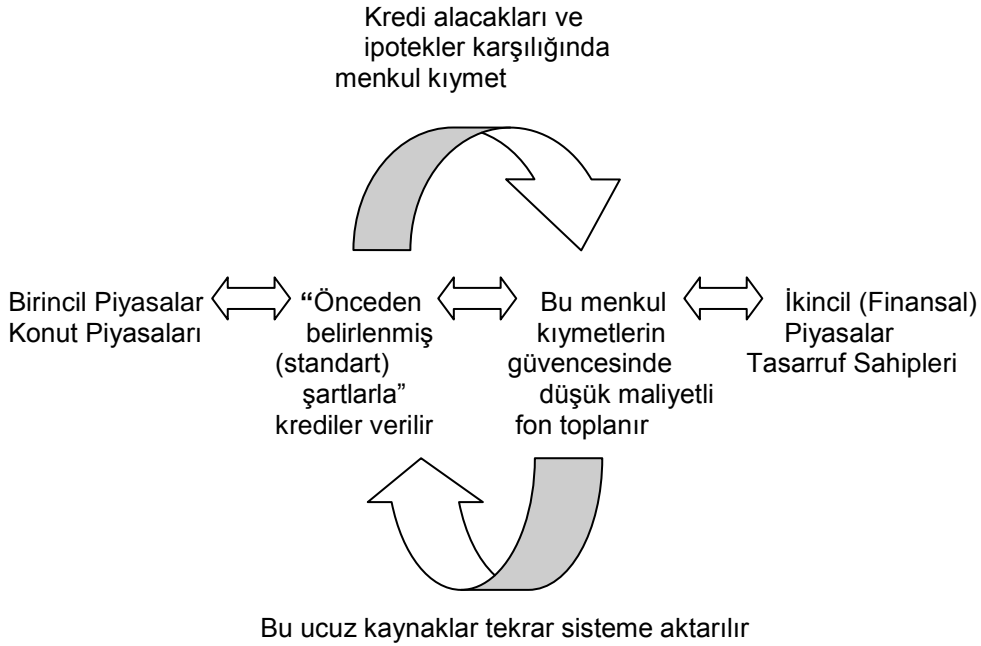 Kredi alacakları ve
ipotekler karşılığında
menkul kıymet
Birincil Piyasalar
Konut Piyasaları
“Önceden
belirlenmiş
(standart)
şartlarla”
krediler verilir
Bu menkul
kıymetlerin
güvencesinde
düşük maliyetli
fon toplanır
İkincil (Finansal)
Piyasalar
Tasarruf Sahipleri
Bu ucuz kaynaklar tekrar sisteme aktarılır